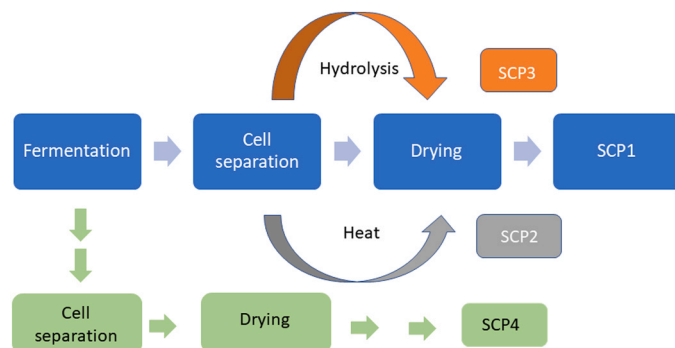 Hydrolysis
SCP3
Fermentation
Cell
separation
Drying
SCP1
Heat
SCP2
Cell
separation
Drying
SCP4